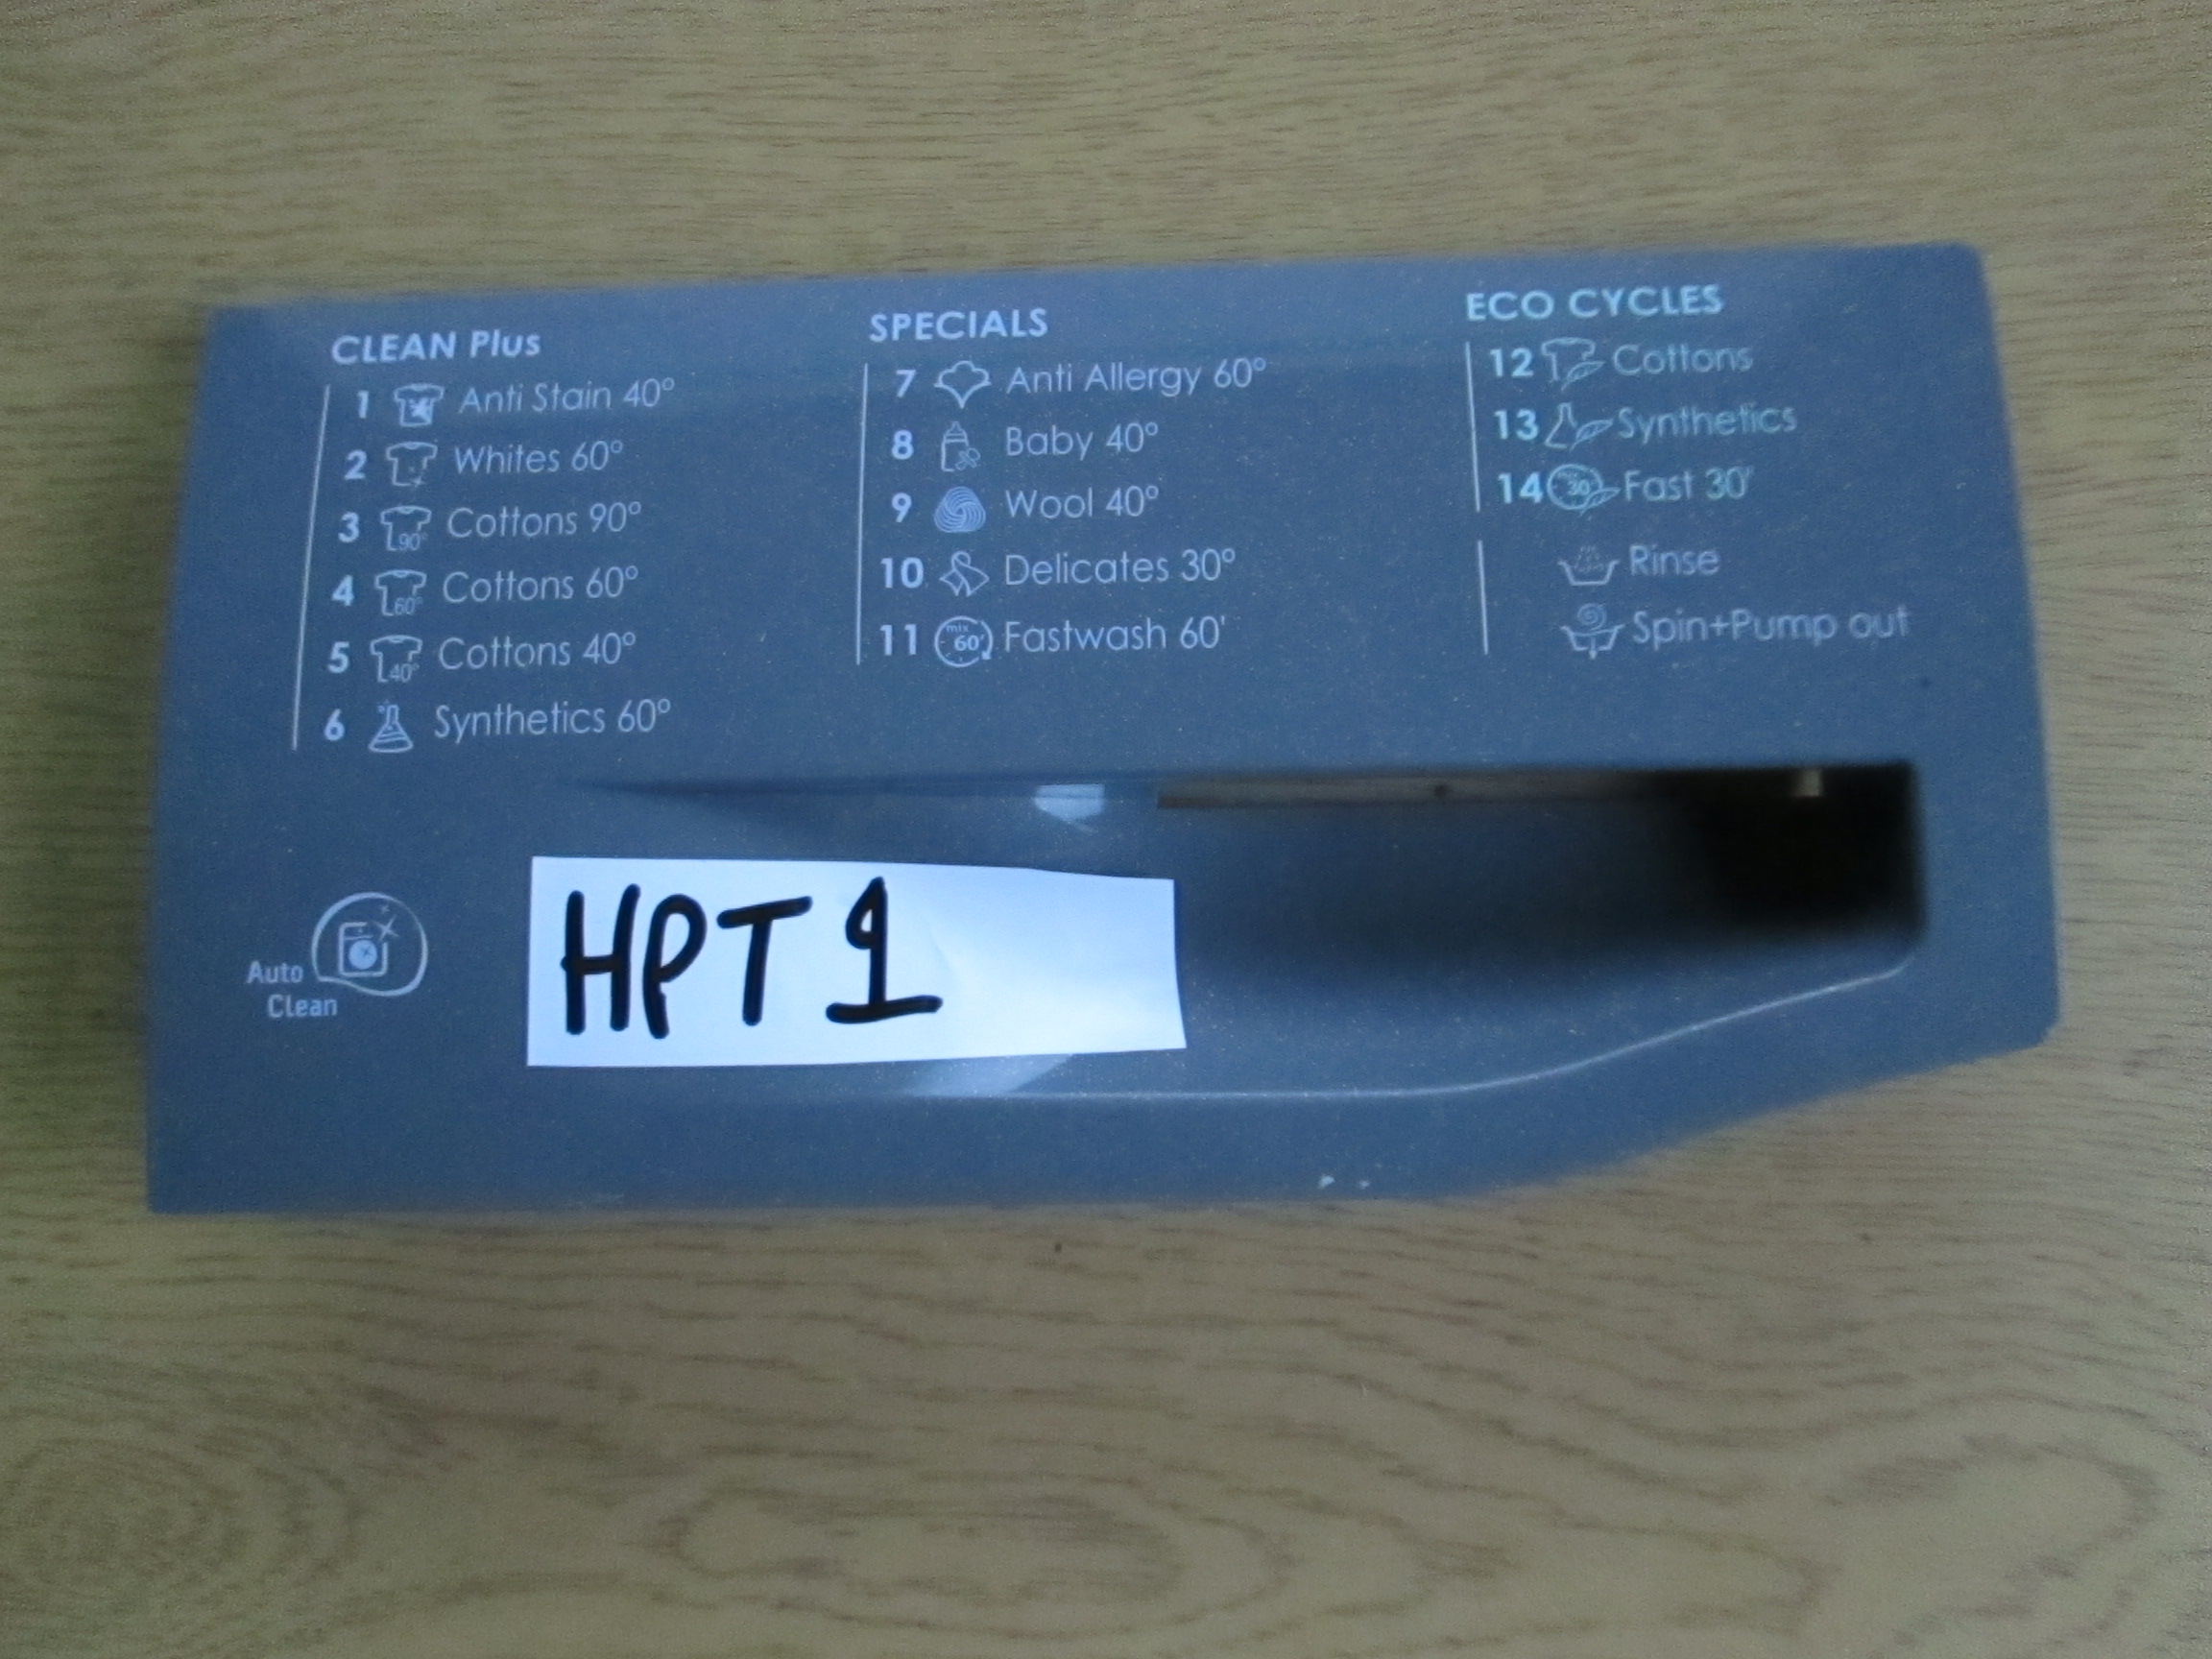 CLEAN Plus
1 Anti Stain 40°
2 Whites 60°
3 90° Cottons 90°
4 60° Cottons 60°
5 40° Cottons 40°
6 Synthetics 60°
SPECIALS
7 Anti Allergy 60°
8 Baby 40°
9 Wool 40°
10 Delicates 30°
11 mix 60' Fastwash 60'
ECO CYCLES
12 Cottons
13 Synthetics
14 30' Fast 30'
Rinse
Spin+Pump out
Auto
Clean
HPT 1